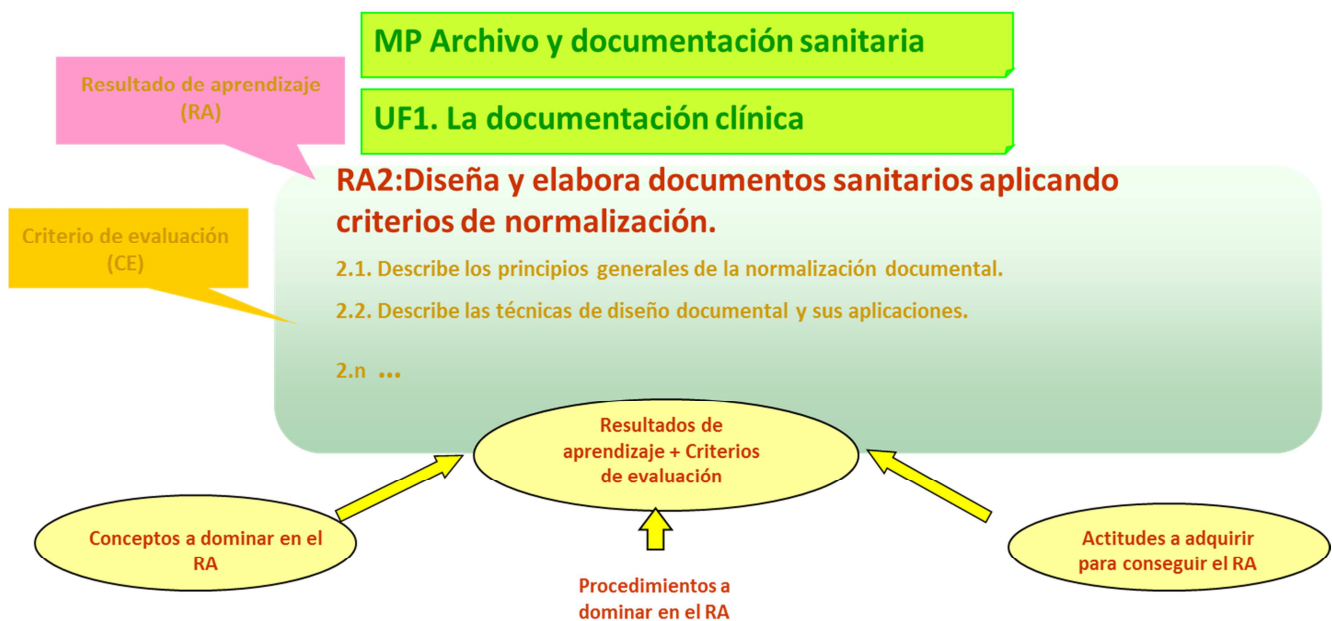 MP Archivo y documentación sanitaria
Resultado de aprendizaje
(RA)
UF1. La documentación clínica
RA2:Diseña y elabora documentos sanitarios aplicando
criterios de normalización.
Criterio de evaluación
(CE)
2.1. Describe los principios generales de la normalización documental.
2.2. Describe las técnicas de diseño documental y sus aplicaciones.
2.n ...
Resultados de
aprendizaje + Criterios
de evaluación
Conceptos a dominar en el
RA
Procedimientos a
dominar en el RA
Actitudes a adquirir
para conseguir el RA